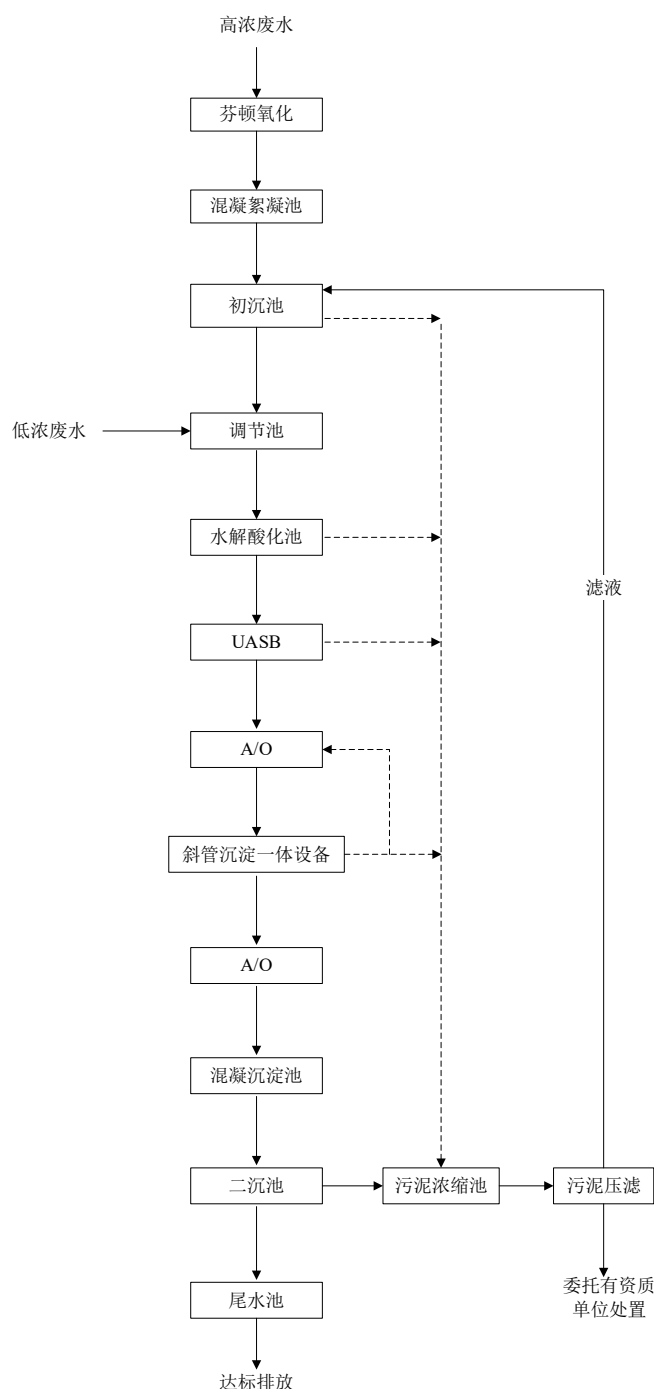 高浓废水
芬顿氧化
混凝絮凝池
初沉池
低浓废水
调节池
水解酸化池
滤液
UASB
A/O
斜管沉淀一体设备
A/O
混凝沉淀池
二沉池
污泥浓缩池
污泥压滤
委托有资质
单位处置
尾水池
达标排放